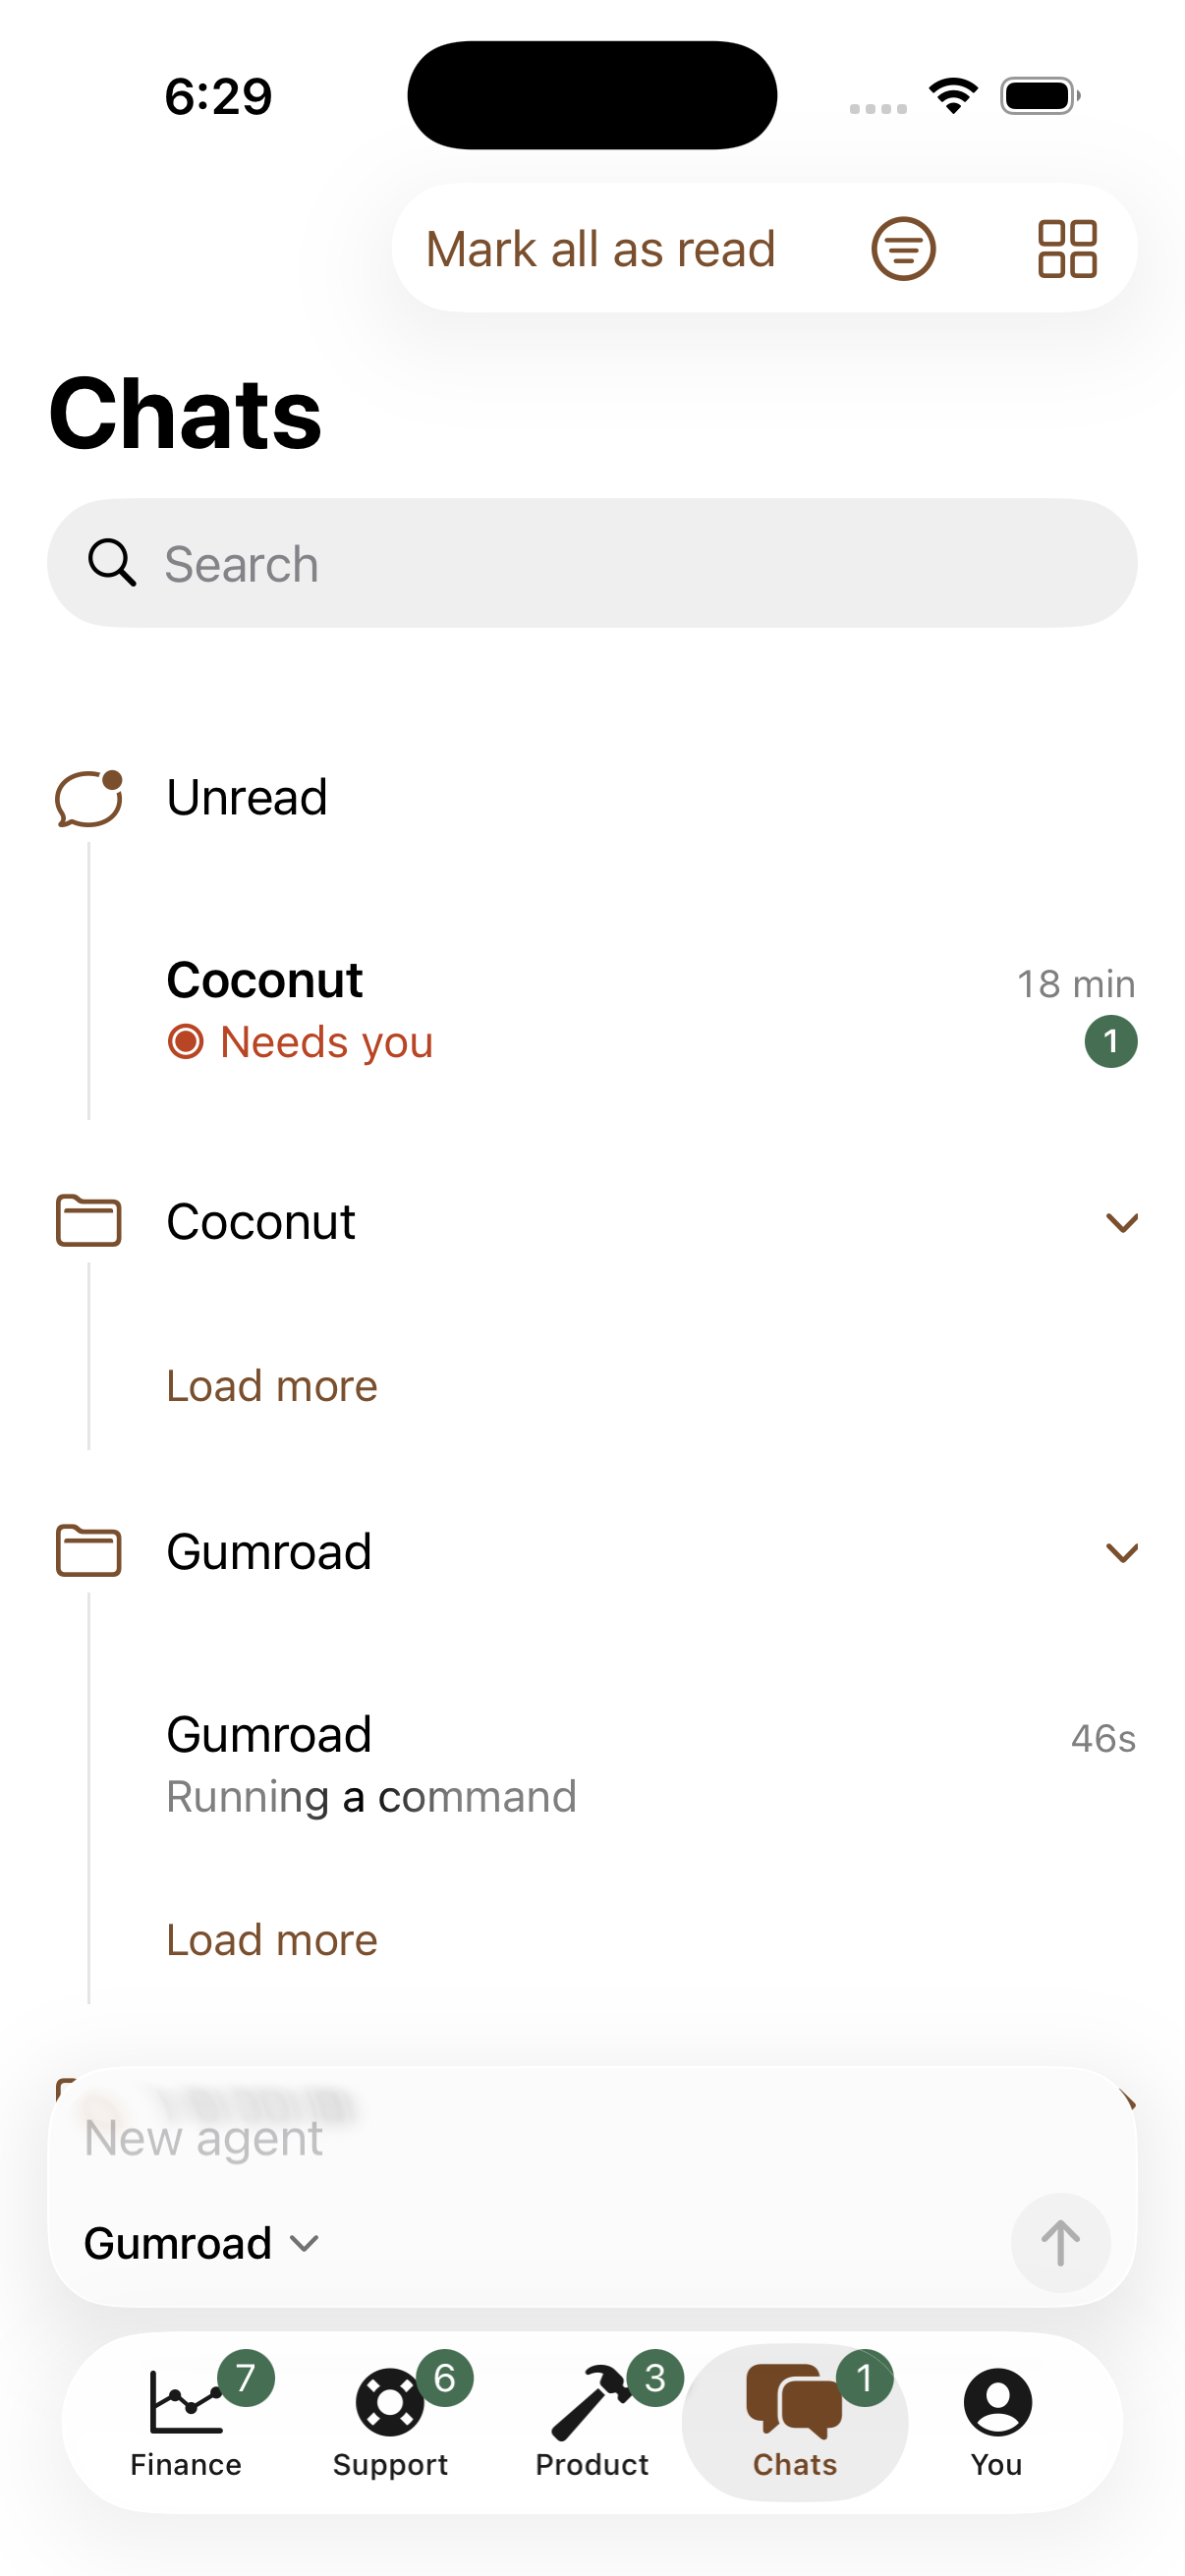 6:29
Mark all as read
Chats
Search
Unread
Coconut
18 min
Needs you
1
Coconut
Load more
Gumroad
Gumroad
46s
Running a command
Load more
New agent
Gumroad
7
6
3
1
Finance
Support
Product
Chats
You